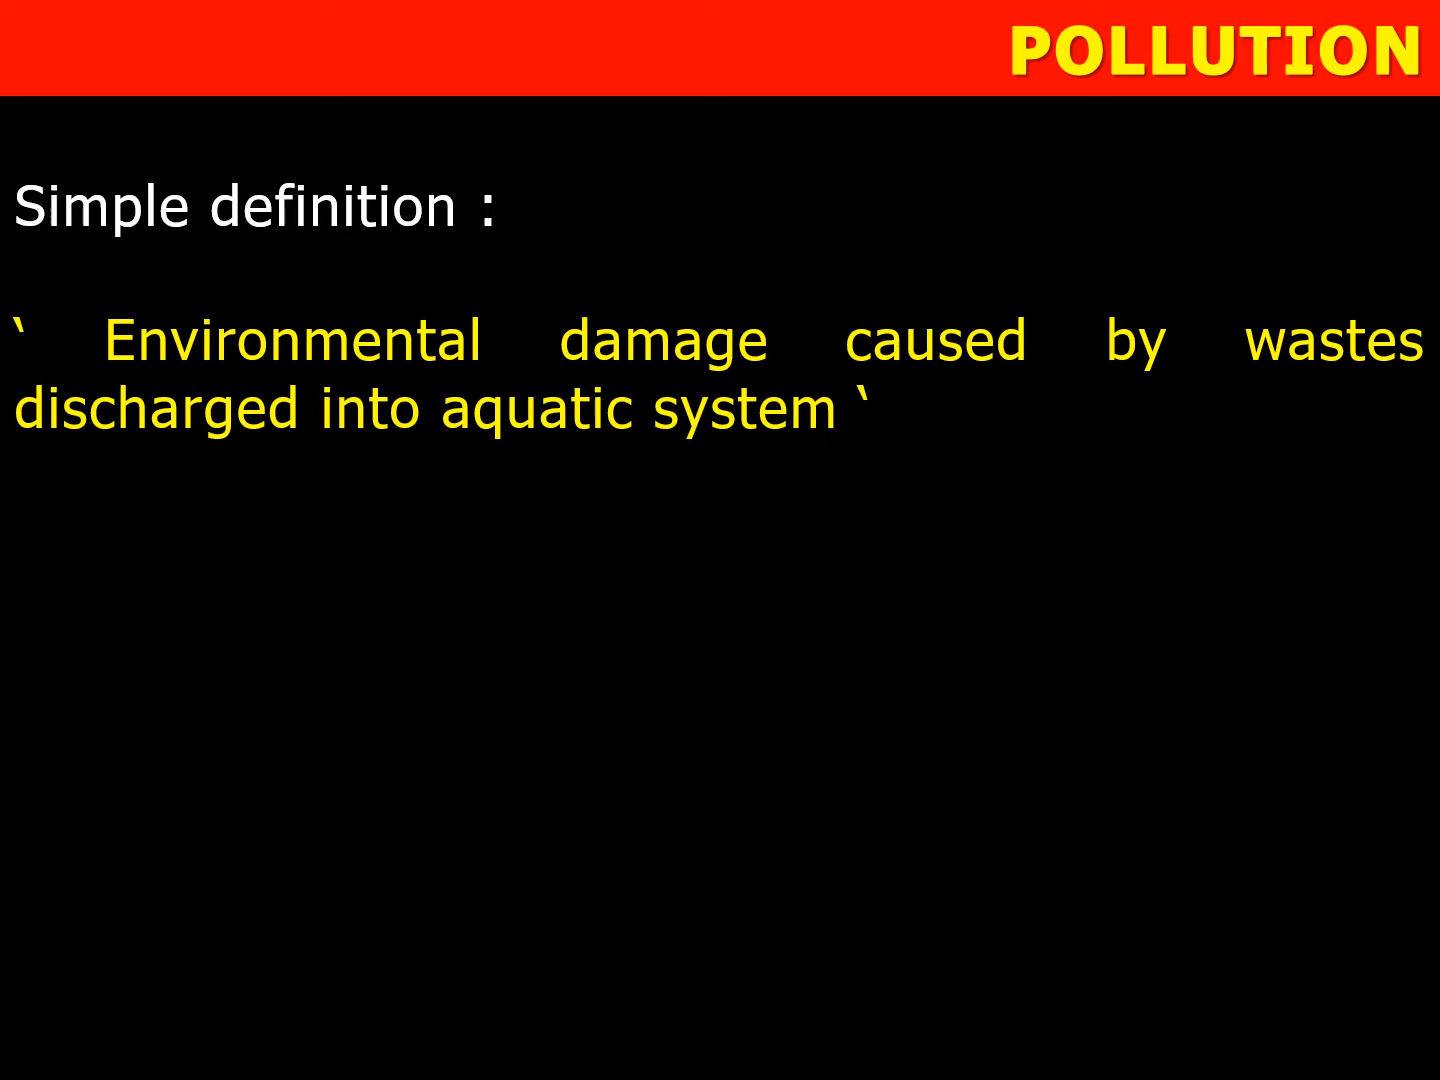 POLLUTION
Simple definition :
‘ Environmental damage caused by wastes
discharged into aquatic system ‘